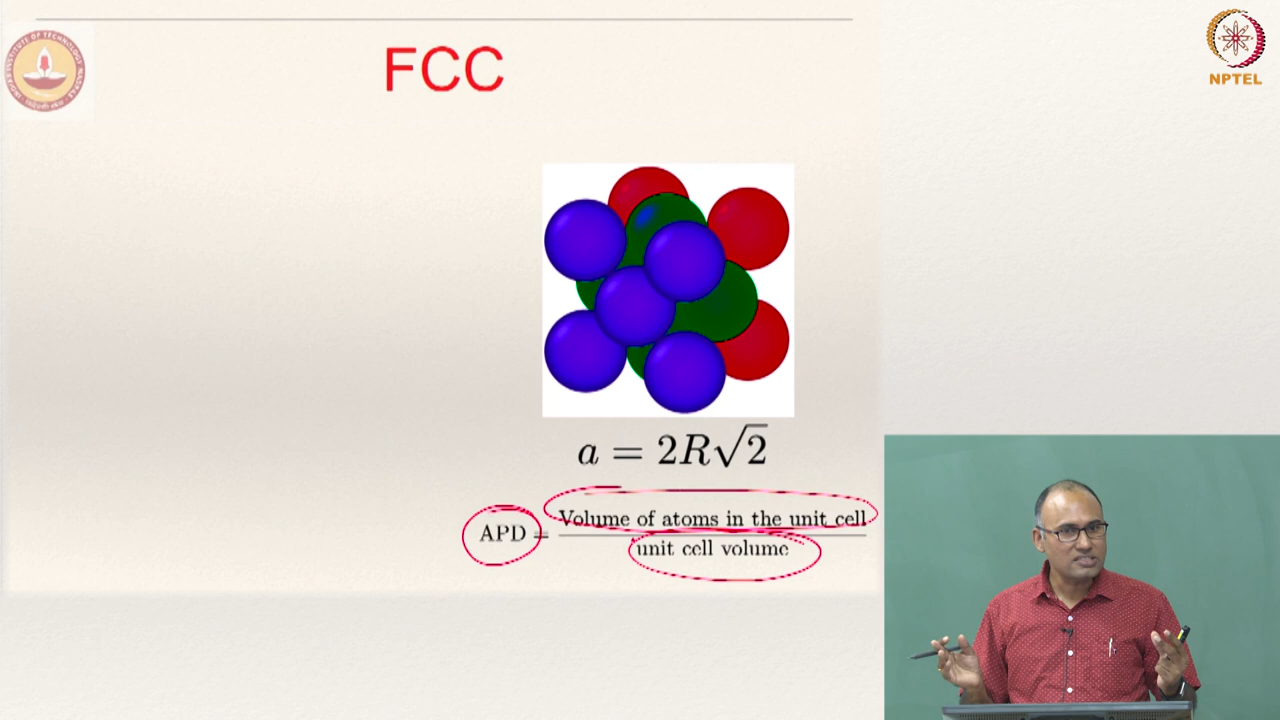 FCC
NPTEL
a = 2R√2
APD = Volume of atoms in the unit cell
unit cell volume